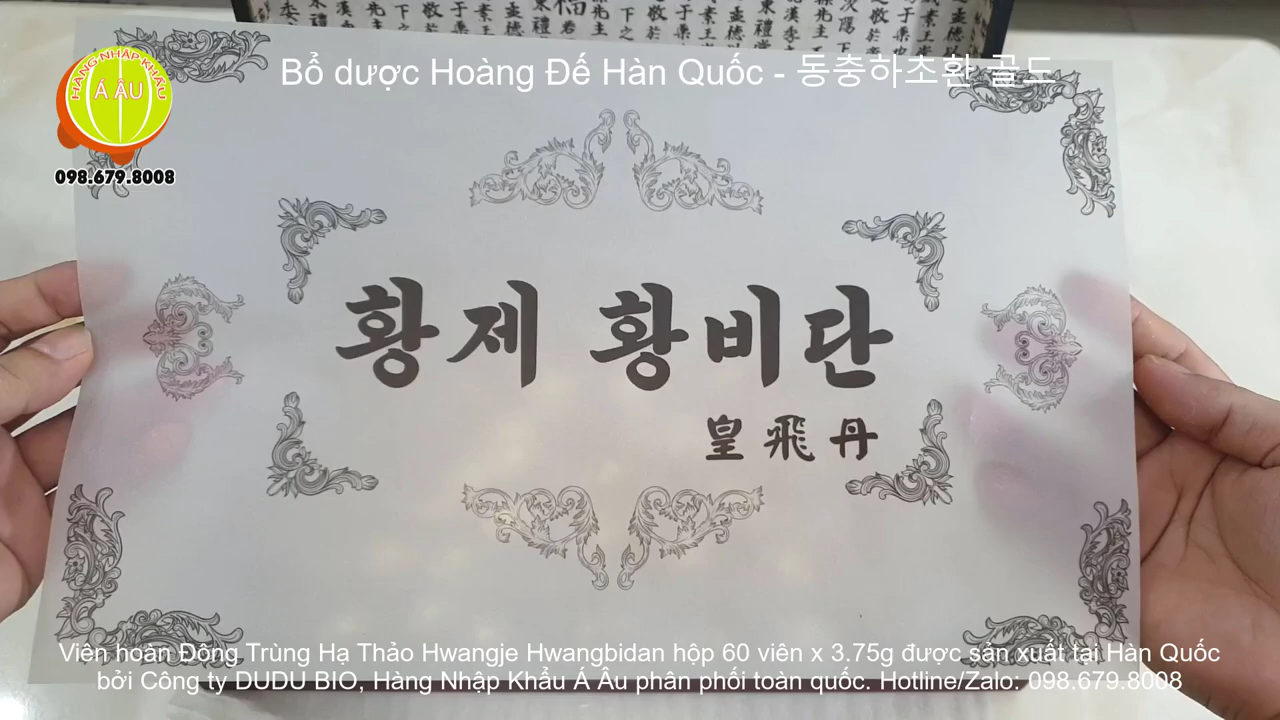 Bổ dược Hoàng Đế Hàn Quốc - 동충하초환 골드
HÀNG NHẬP KHẨU
Á ÂU
098.679.8008
황제 황비단
皇飛丹
Viên hoàn Đông Trùng Hạ Thảo Hwangje Hwangbidan hộp 60 viên x 3.75g được sản xuất tại Hàn Quốc
bởi Công ty DUDU BIO, Hàng Nhập Khẩu Á Âu phân phối toàn quốc. Hotline/Zalo: 098.679.8008